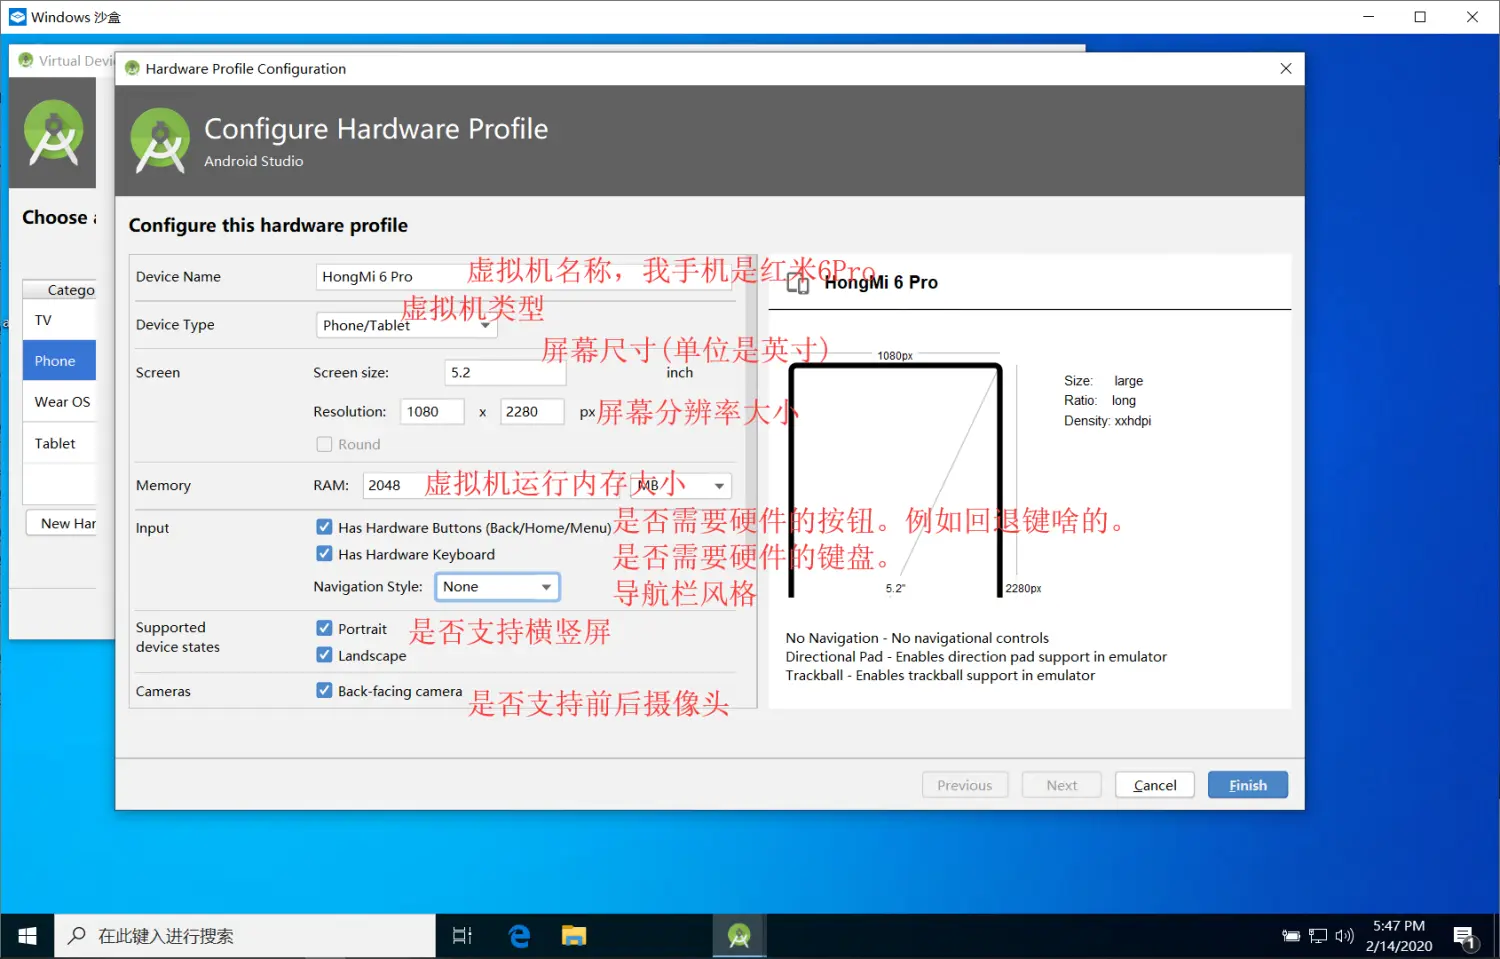 Windows 沙盒
Virtual Devi
Hardware Profile Configuration
Configure Hardware Profile
Android Studio
Choose a
Configure this hardware profile
Catego
TV
Phone
Wear OS
Tablet
New Har
Device Name
HongMi 6 Pro
虚拟机名称，我手机是红米6Pro
虚拟机类型
Device Type
Phone/Tablet
屏幕尺寸(单位是英寸)
Screen
Screen size:
5.2
inch
Resolution:
1080
x
2280
px
屏幕分辨率大小
Round
Memory
RAM:
2048
虚拟机运行内存大小
MB
Input
Has Hardware Buttons (Back/Home/Menu)
是否需要硬件的按钮。例如回退键啥的。
Has Hardware Keyboard
是否需要硬件的键盘。
Navigation Style:
None
导航栏风格
Supported
device states
Portrait
是否支持横竖屏
Landscape
Cameras
Back-facing camera
是否支持前后摄像头
HongMi 6 Pro
1080px
Size: large
Ratio: long
Density: xxhdpi
5.2"
2280px
No Navigation - No navigational controls
Directional Pad - Enables direction pad support in emulator
Trackball - Enables trackball support in emulator
Previous
Next
Cancel
Finish
在此键入进行搜索
5:47 PM
2/14/2020
1